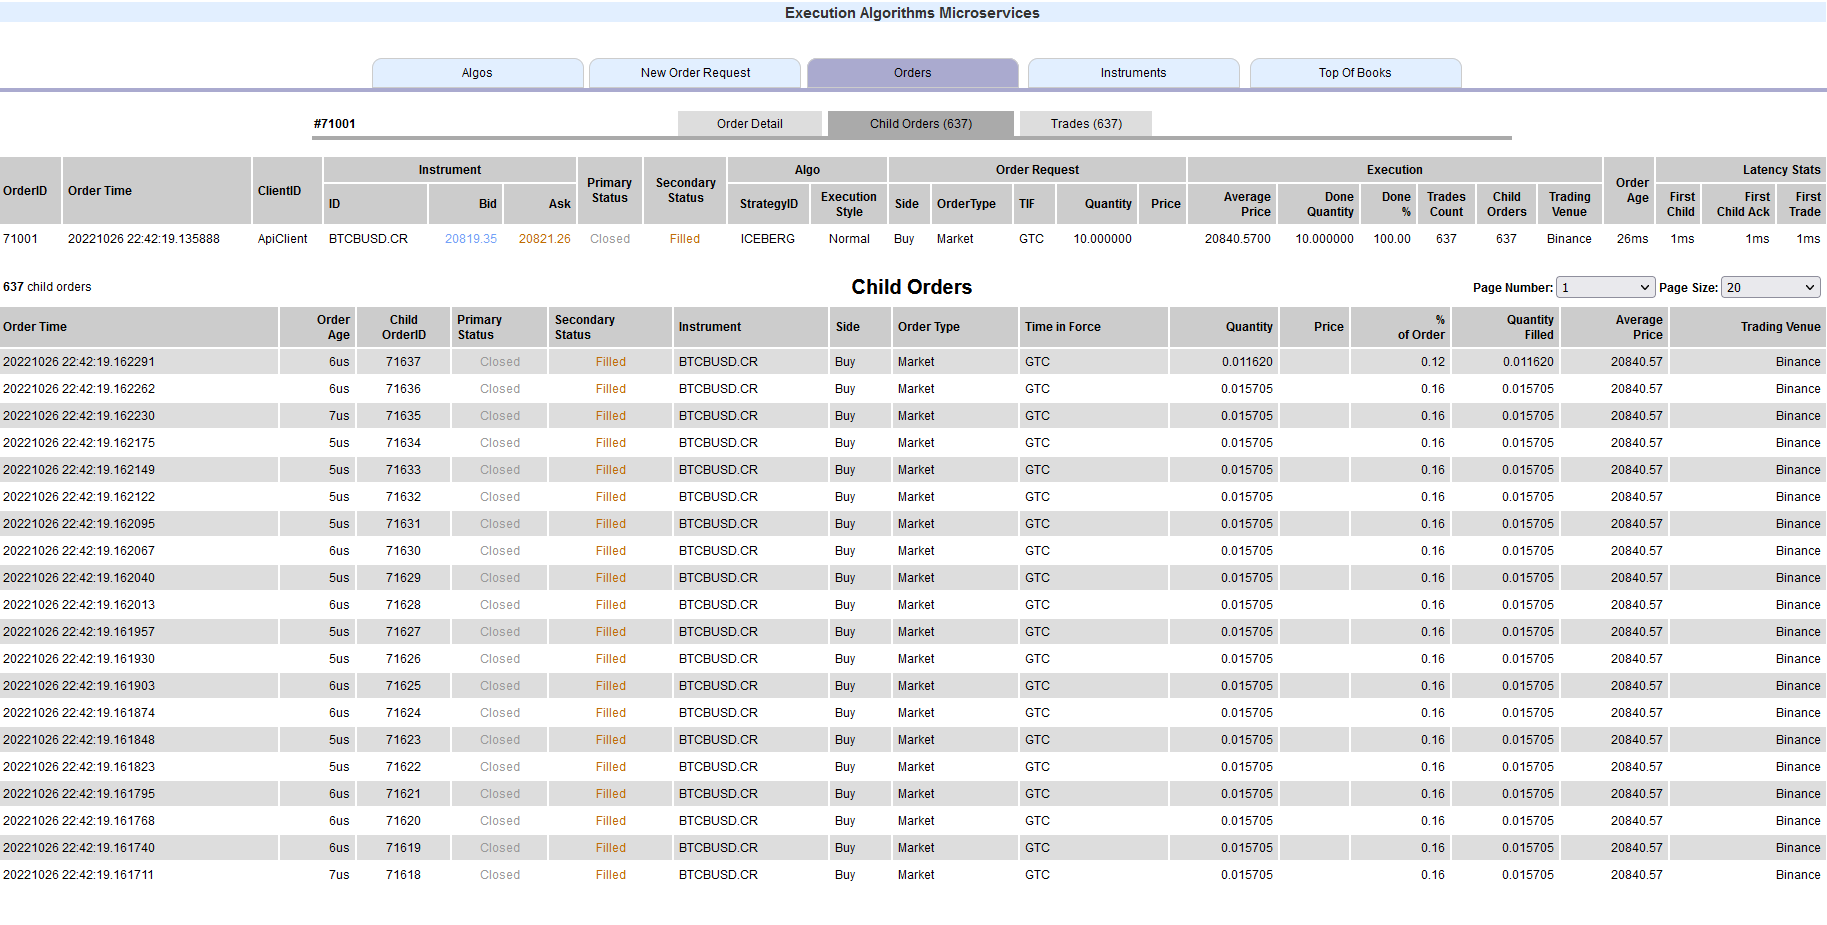 Execution Algorithms Microservices
Algos New Order Request Orders Instruments Top Of Books
#71001 Order Detail Child Orders (637) Trades (637)
OrderID Order Time ClientID Instrument Primary Status Secondary Status Algo Order Request Execution Order Age Latency Stats
ID Bid Ask StrategyID Execution Style Side OrderType TIF Quantity Price Average Price Done Quantity Done % Trades Count Child Orders Trading Venue First Child First Child Ack First Trade
71001 20221026 22:42:19.135888 ApiClient BTCBUSD.CR 20819.35 20821.26 Closed Filled ICEBERG Normal Buy Market GTC 10.000000 20840.5700 10.000000 100.00 637 637 Binance 26ms 1ms 1ms 1ms
637 child orders Child Orders Page Number: 1 Page Size: 20
Order Time Order Age Child OrderID Primary Status Secondary Status Instrument Side Order Type Time in Force Quantity Price % of Order Quantity Filled Average Price Trading Venue
20221026 22:42:19.162291 6us 71637 Closed Filled BTCBUSD.CR Buy Market GTC 0.011620 0.12 0.011620 20840.57 Binance
20221026 22:42:19.162262 6us 71636 Closed Filled BTCBUSD.CR Buy Market GTC 0.015705 0.16 0.015705 20840.57 Binance
20221026 22:42:19.162230 7us 71635 Closed Filled BTCBUSD.CR Buy Market GTC 0.015705 0.16 0.015705 20840.57 Binance
20221026 22:42:19.162175 5us 71634 Closed Filled BTCBUSD.CR Buy Market GTC 0.015705 0.16 0.015705 20840.57 Binance
20221026 22:42:19.162149 5us 71633 Closed Filled BTCBUSD.CR Buy Market GTC 0.015705 0.16 0.015705 20840.57 Binance
20221026 22:42:19.162122 5us 71632 Closed Filled BTCBUSD.CR Buy Market GTC 0.015705 0.16 0.015705 20840.57 Binance
20221026 22:42:19.162095 5us 71631 Closed Filled BTCBUSD.CR Buy Market GTC 0.015705 0.16 0.015705 20840.57 Binance
20221026 22:42:19.162067 6us 71630 Closed Filled BTCBUSD.CR Buy Market GTC 0.015705 0.16 0.015705 20840.57 Binance
20221026 22:42:19.162040 5us 71629 Closed Filled BTCBUSD.CR Buy Market GTC 0.015705 0.16 0.015705 20840.57 Binance
20221026 22:42:19.162013 6us 71628 Closed Filled BTCBUSD.CR Buy Market GTC 0.015705 0.16 0.015705 20840.57 Binance
20221026 22:42:19.161957 5us 71627 Closed Filled BTCBUSD.CR Buy Market GTC 0.015705 0.16 0.015705 20840.57 Binance
20221026 22:42:19.161930 5us 71626 Closed Filled BTCBUSD.CR Buy Market GTC 0.015705 0.16 0.015705 20840.57 Binance
20221026 22:42:19.161903 6us 71625 Closed Filled BTCBUSD.CR Buy Market GTC 0.015705 0.16 0.015705 20840.57 Binance
20221026 22:42:19.161874 6us 71624 Closed Filled BTCBUSD.CR Buy Market GTC 0.015705 0.16 0.015705 20840.57 Binance
20221026 22:42:19.161848 5us 71623 Closed Filled BTCBUSD.CR Buy Market GTC 0.015705 0.16 0.015705 20840.57 Binance
20221026 22:42:19.161823 5us 71622 Closed Filled BTCBUSD.CR Buy Market GTC 0.015705 0.16 0.015705 20840.57 Binance
20221026 22:42:19.161795 6us 71621 Closed Filled BTCBUSD.CR Buy Market GTC 0.015705 0.16 0.015705 20840.57 Binance
20221026 22:42:19.161768 6us 71620 Closed Filled BTCBUSD.CR Buy Market GTC 0.015705 0.16 0.015705 20840.57 Binance
20221026 22:42:19.161740 6us 71619 Closed Filled BTCBUSD.CR Buy Market GTC 0.015705 0.16 0.015705 20840.57 Binance
20221026 22:42:19.161711 7us 71618 Closed Filled BTCBUSD.CR Buy Market GTC 0.015705 0.16 0.015705 20840.57 Binance